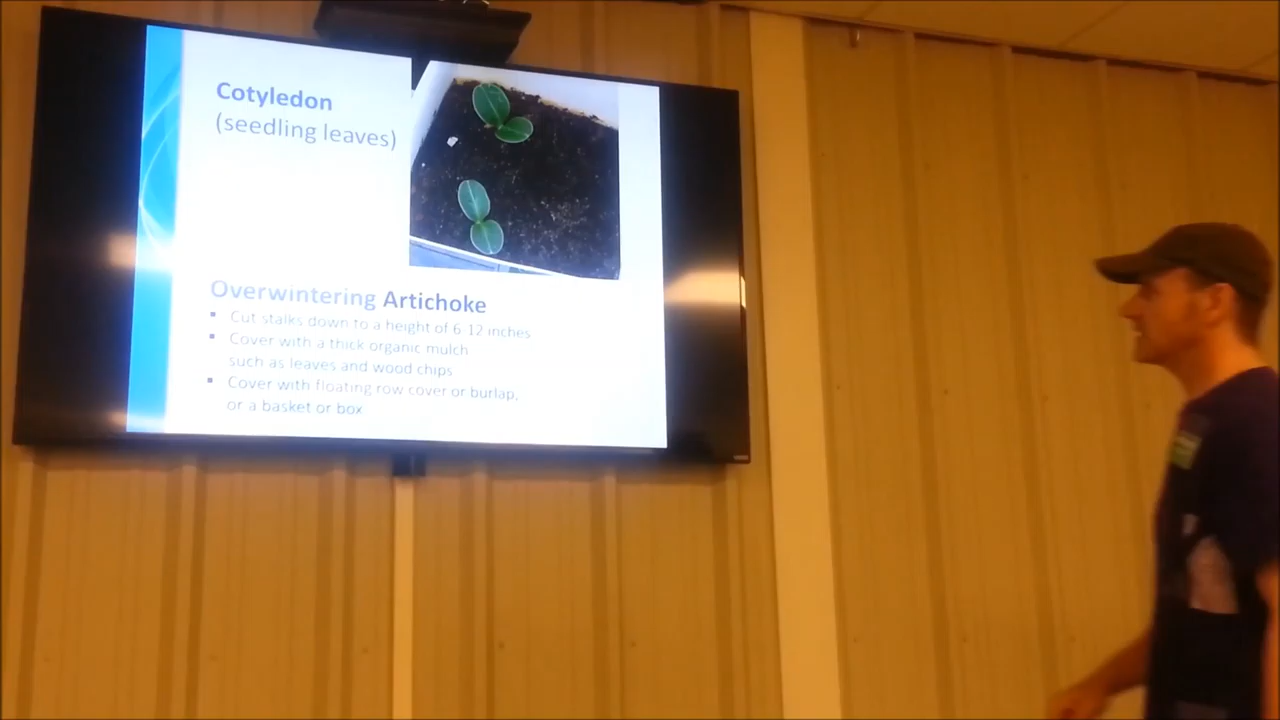 Cotyledon
(seedling leaves)
Overwintering Artichoke
▪ Cut stalks down to a height of 6-12 inches
▪ Cover with a thick organic mulch
such as leaves and wood chips
▪ Cover with floating row cover or burlap,
or a basket or box